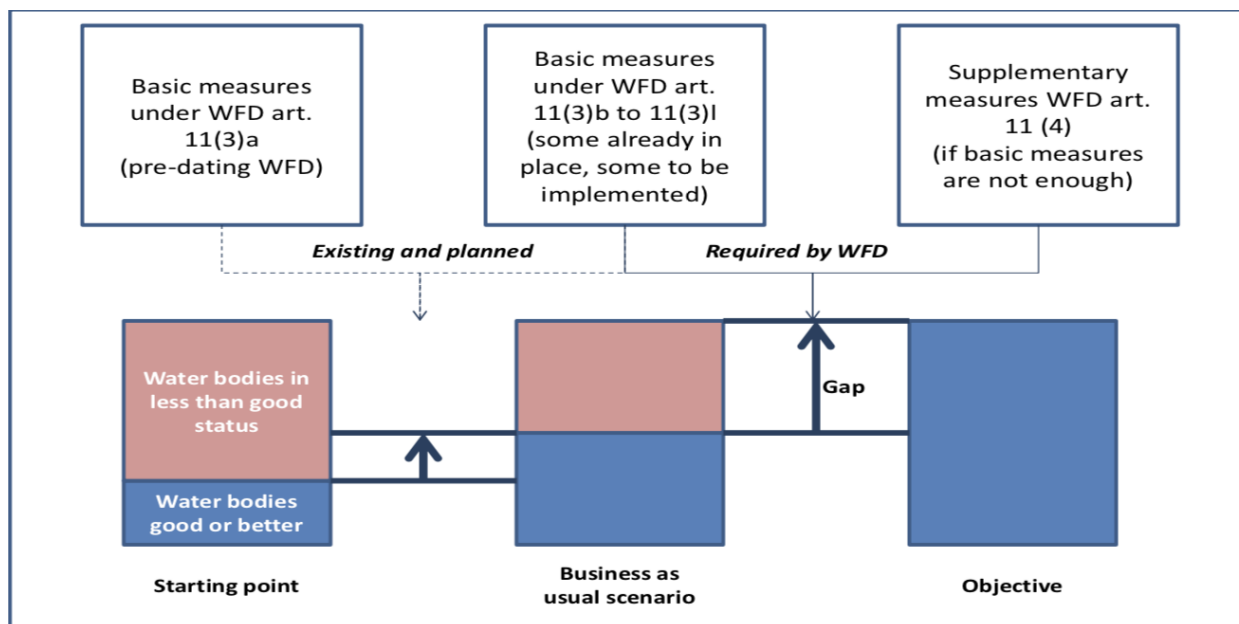 Basic measures
under WFD art.
11(3)a
(pre-dating WFD)
Basic measures
under WFD art.
11(3)b to 11(3)l
(some already in
place, some to be
implemented)
Supplementary
measures WFD art.
11 (4)
(if basic measures
are not enough)
Existing and planned
Required by WFD
Water bodies in
less than good
status
Water bodies
good or better
Gap
Starting point
Business as
usual scenario
Objective